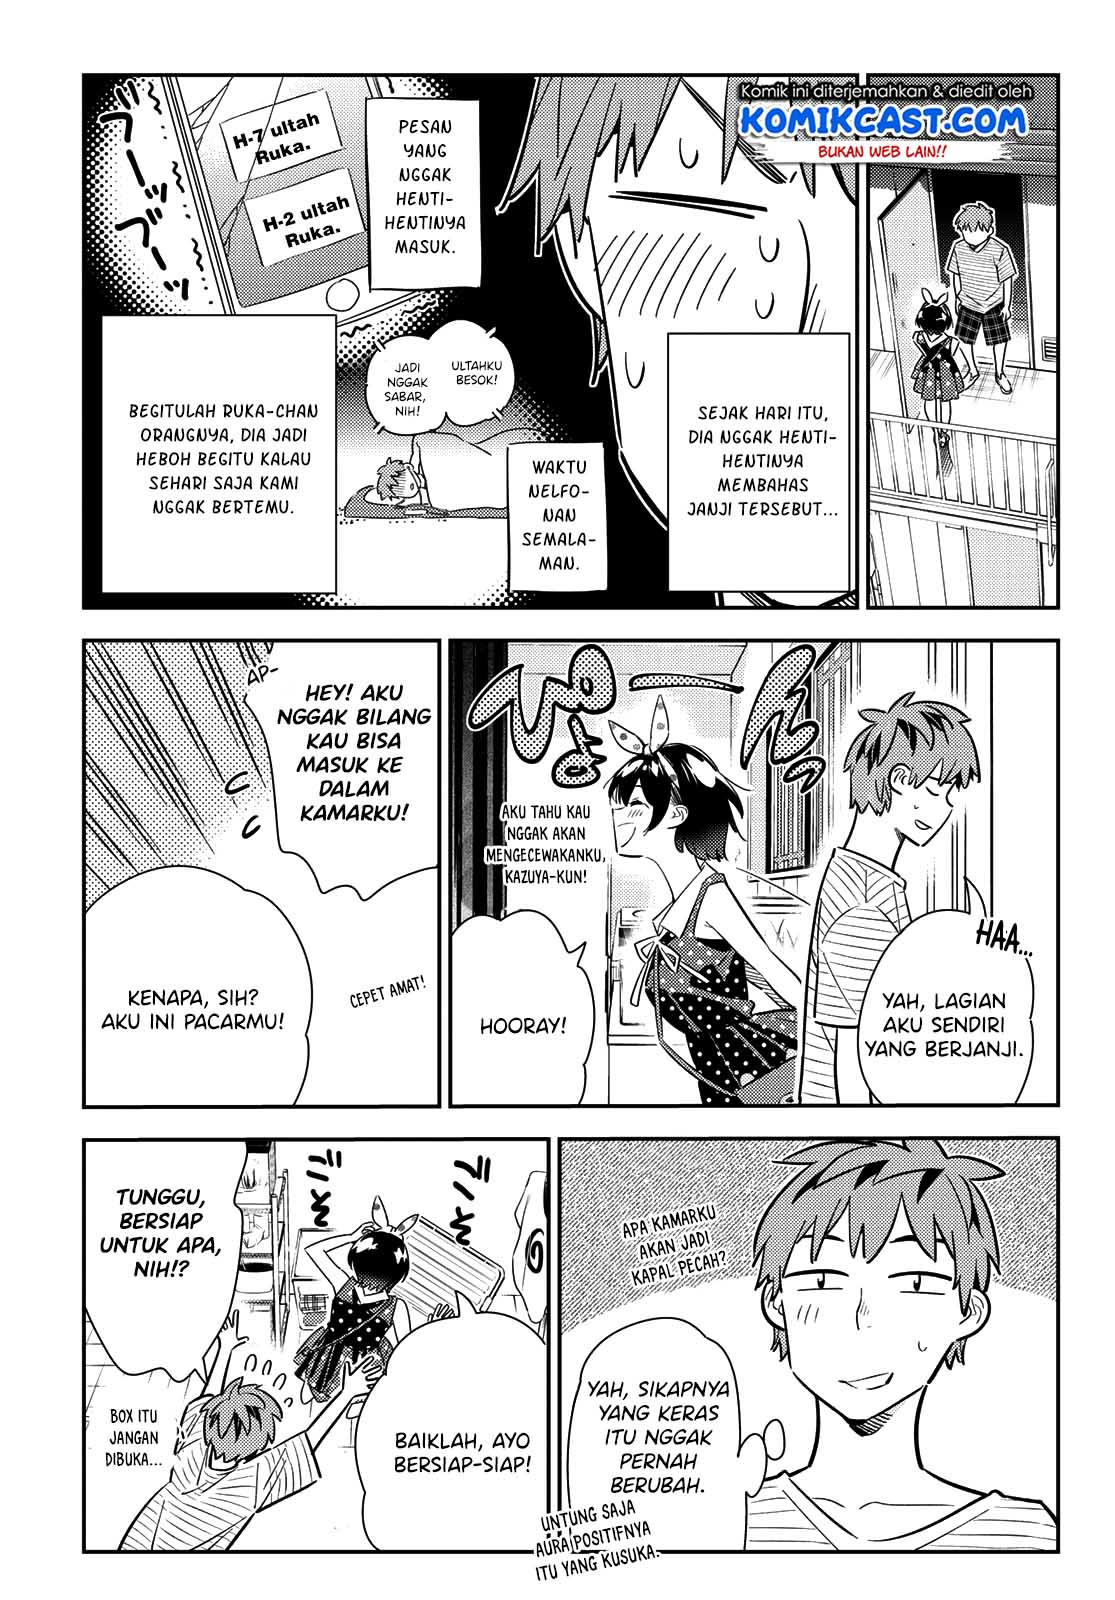 Komik ini diterjemahkan & diedit oleh
KOMIKCAST.COM
BUKAN WEB LAIN!!
SEJAK HARI ITU,
DIA NGGAK HENTI-
HENTINYA
MEMBAHAS
JANJI TERSEBUT...
PESAN
YANG
NGGAK
HENTI-
HENTINYA
MASUK.
H-7 ultah
Ruka.
H-2 ultah
Ruka.
ULTAHKU
BESOK!
JADI
NGGAK
SABAR,
NIH!
WAKTU
NELFO-
NAN
SEMALA-
MAN.
BEGITULAH RUKA-CHAN
ORANGNYA, DIA JADI
HEBOH BEGITU KALAU
SEHARI SAJA KAMI
NGGAK BERTEMU.
HAA...
YAH, LAGIAN
AKU SENDIRI
YANG BERJANJI.
AKU TAHU KAU
NGGAK AKAN
MENGECEWAKANKU,
KAZUYA-KUN!
HOORAY!
AP-
HEY! AKU
NGGAK BILANG
KAU BISA
MASUK KE
DALAM
KAMARKU!
CEPET AMAT!
KENAPA, SIH?
AKU INI PACARMU!
APA KAMARKU
AKAN JADI
KAPAL PECAH?
YAH, SIKAPNYA
YANG KERAS
ITU NGGAK
PERNAH
BERUBAH.
UNTUNG SAJA
AURA POSITIFNYA
ITU YANG KUSUKA.
BAIKLAH, AYO
BERSIAP-SIAP!
TUNGGU,
BERSIAP
UNTUK APA,
NIH!?
BOX ITU
JANGAN
DIBUKA...